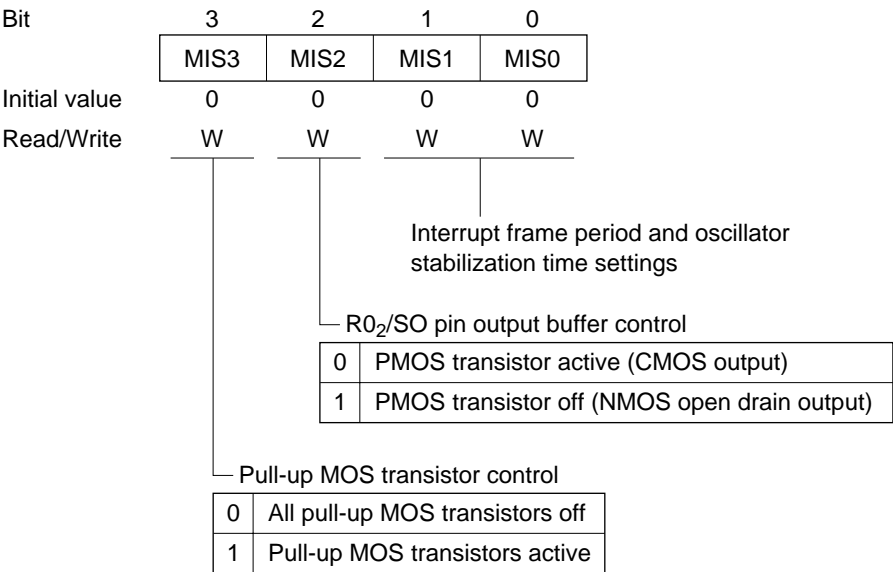 Bit 3 2 1 0
MIS3 MIS2 MIS1 MIS0
Initial value 0 0 0 0
Read/Write W W W W
Interrupt frame period and oscillator
stabilization time settings
R0₂/SO pin output buffer control
0 PMOS transistor active (CMOS output)
1 PMOS transistor off (NMOS open drain output)
Pull-up MOS transistor control
0 All pull-up MOS transistors off
1 Pull-up MOS transistors active